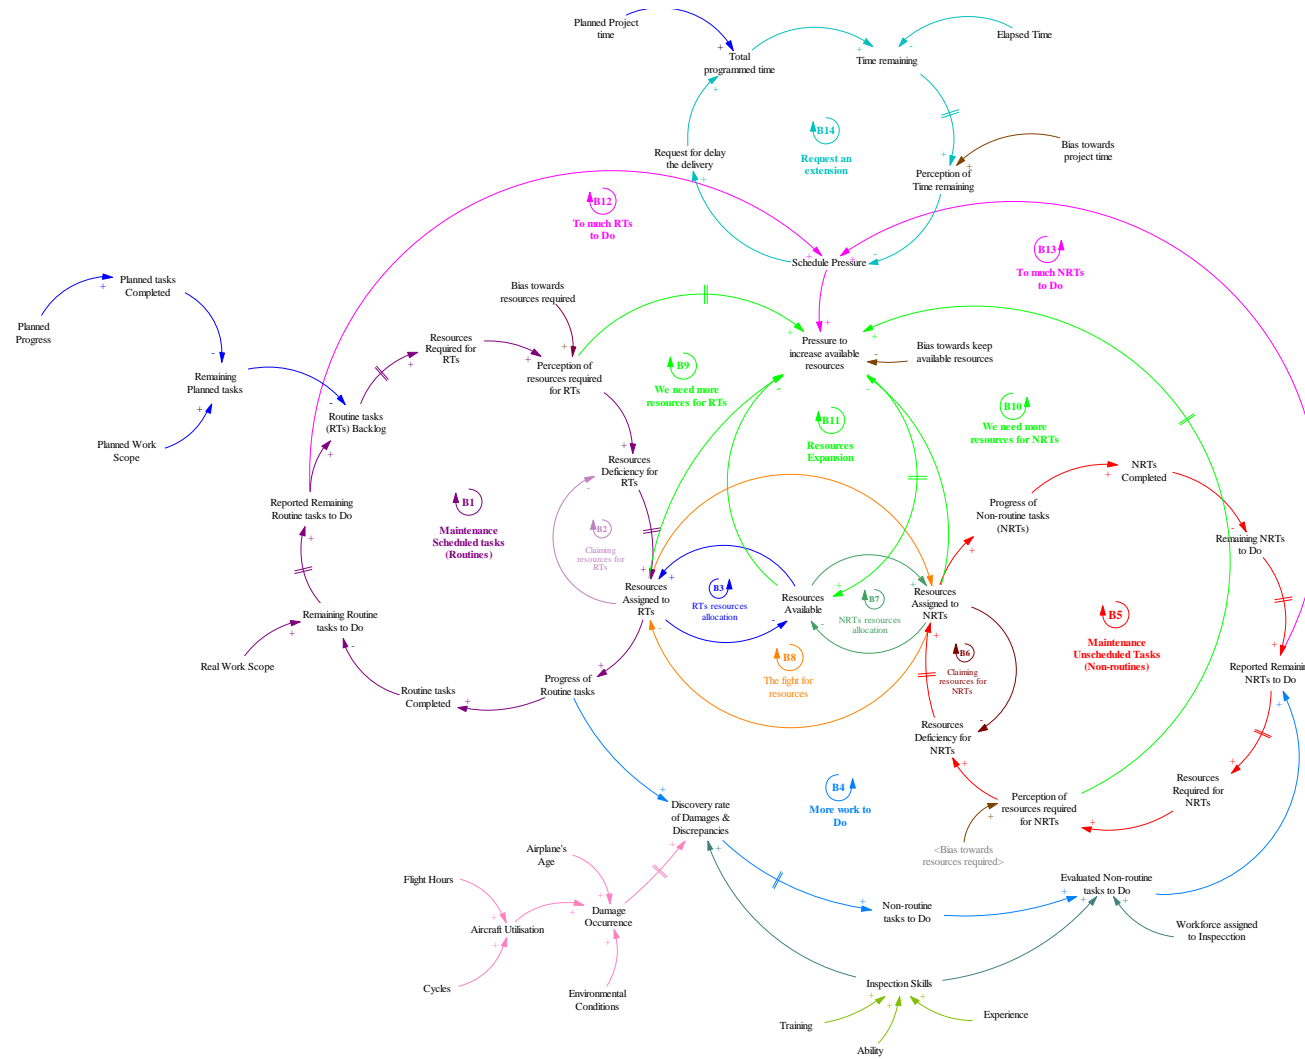 Planned Project
time
Elapsed Time
Total
programmed time
Time remaining
B14
Request an
extension
Bias towards
project time
Request for delay
the delivery
Perception of
Time remaining
B12
To much RTs
to Do
B13
To much NRTs
to Do
Schedule Pressure
Planned tasks
Completed
Planned
Progress
Bias towards
resources required
Resources
Required for
RTs
Remaining
Planned tasks
Perception of
resources required
for RTs
B9
We need more
resources for RTs
Pressure to
increase available
resources
Bias towards keep
available resources
Routine tasks
(RTs) Backlog
B11
Resources
Expansion
B10
We need more
resources for NRTs
Planned Work
Scope
Resources
Deficiency for
RTs
NRTs
Completed
Reported Remaining
Routine tasks to Do
B1
Maintenance
Scheduled tasks
(Routines)
B2
Claiming
resources for
RTs
Progress of
Non-routine tasks
(NRTs)
Remaining NRTs
to Do
Resources
Assigned to
RTs
B3
RTs resources
allocation
Resources
Available
B7
NRTs resources
allocation
Resources
Assigned to
NRTs
Remaining Routine
tasks to Do
B5
Maintenance
Unscheduled Tasks
(Non-routines)
Real Work Scope
B8
The fight for
resources
B6
Claiming
resources for
NRTs
Reported Remainin
NRTs to Do
Routine tasks
Completed
Progress of
Routine tasks
Resources
Deficiency for
NRTs
B4
More work to
Do
Discovery rate
of Damages &
Discrepancies
Perception of
resources required
for NRTs
Resources
Required for
NRTs
<Bias towards
resources required>
Airplane's
Age
Flight Hours
Aircraft Utilisation
Damage
Occurrence
Non-routine
tasks to Do
Evaluated Non-routine
tasks to Do
Workforce assigned
to Inspecction
Cycles
Environmental
Conditions
Inspection Skills
Training
Ability
Experience